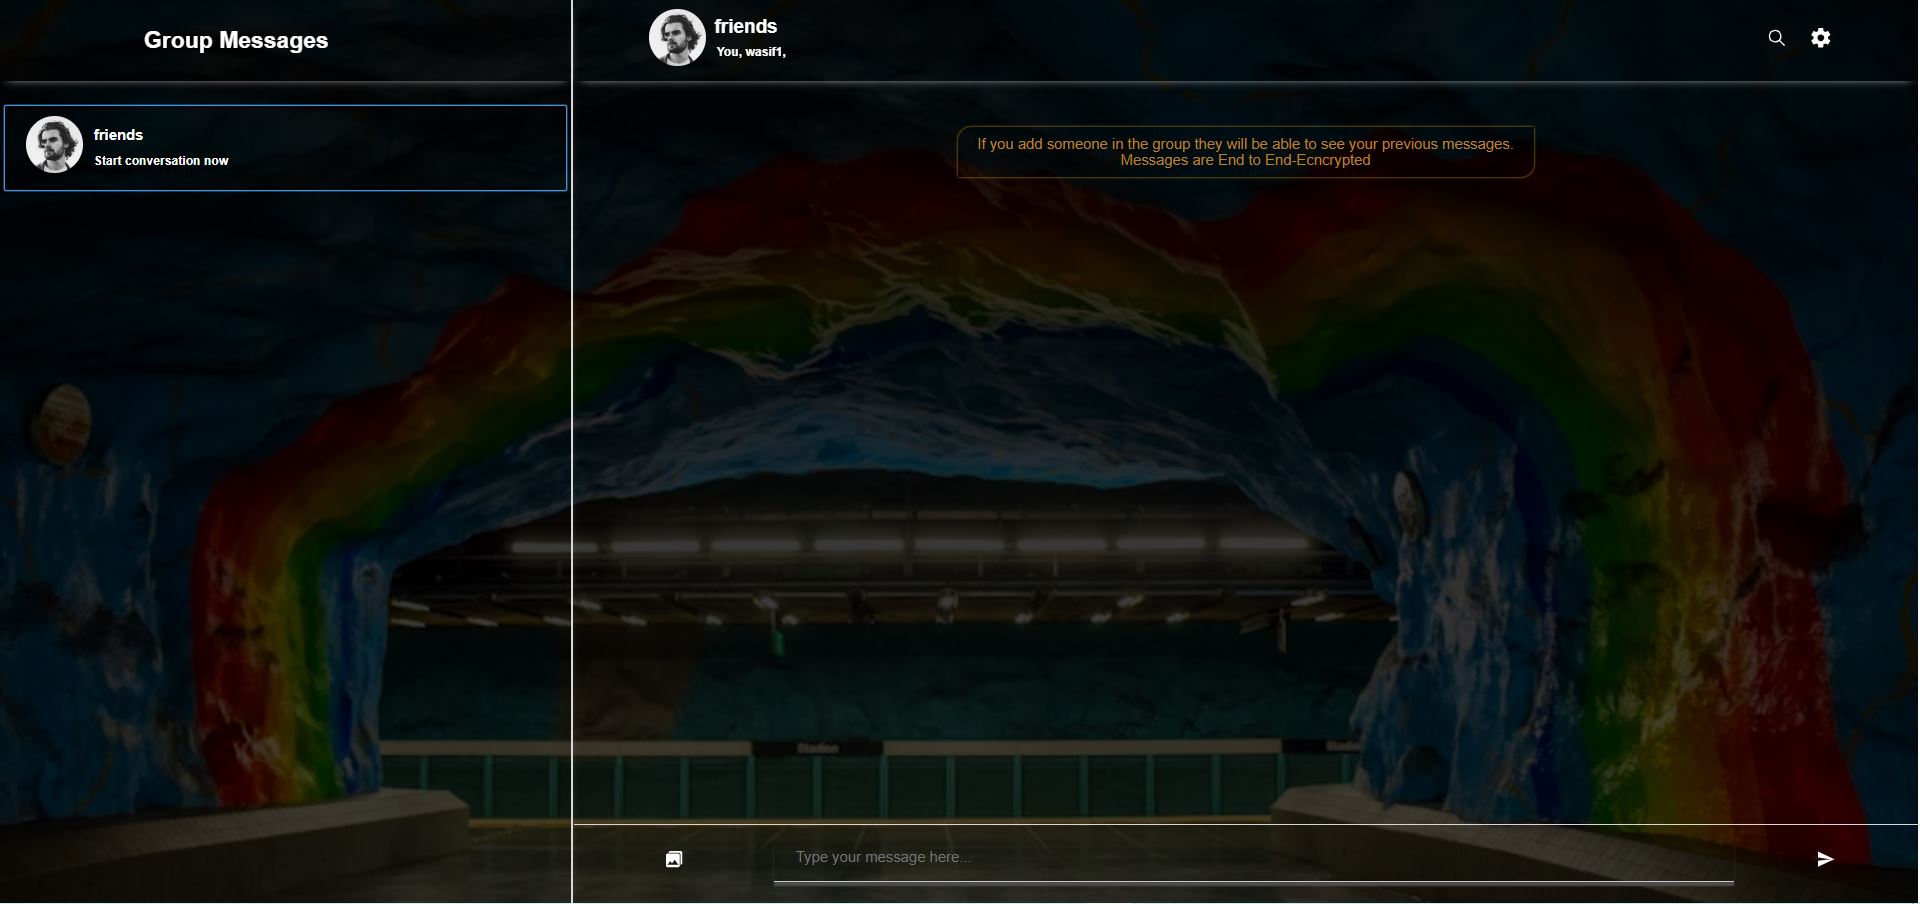 Group Messages
friends
Start conversation now
friends
You, wasif1,
If you add someone in the group they will be able to see your previous messages.
Messages are End to End-Ecncrypted
Stadion
Stadio
Type your message here...